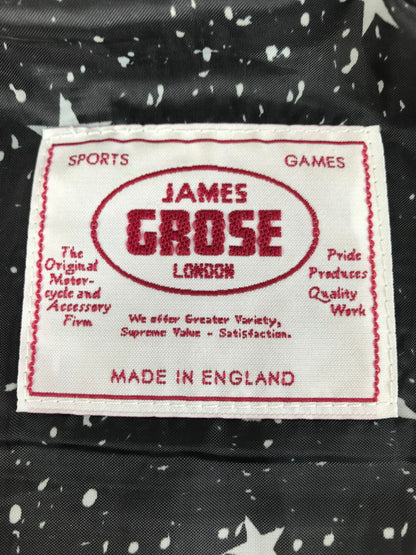 SPORTS GAMES
JAMES
GROSE
LONDON
The
Original
Motor-
cycle and
Accessory
Firm
Pride
Produces
Quality
Work
We offer Greater Variety,
Supreme Value - Satisfaction.
MADE IN ENGLAND